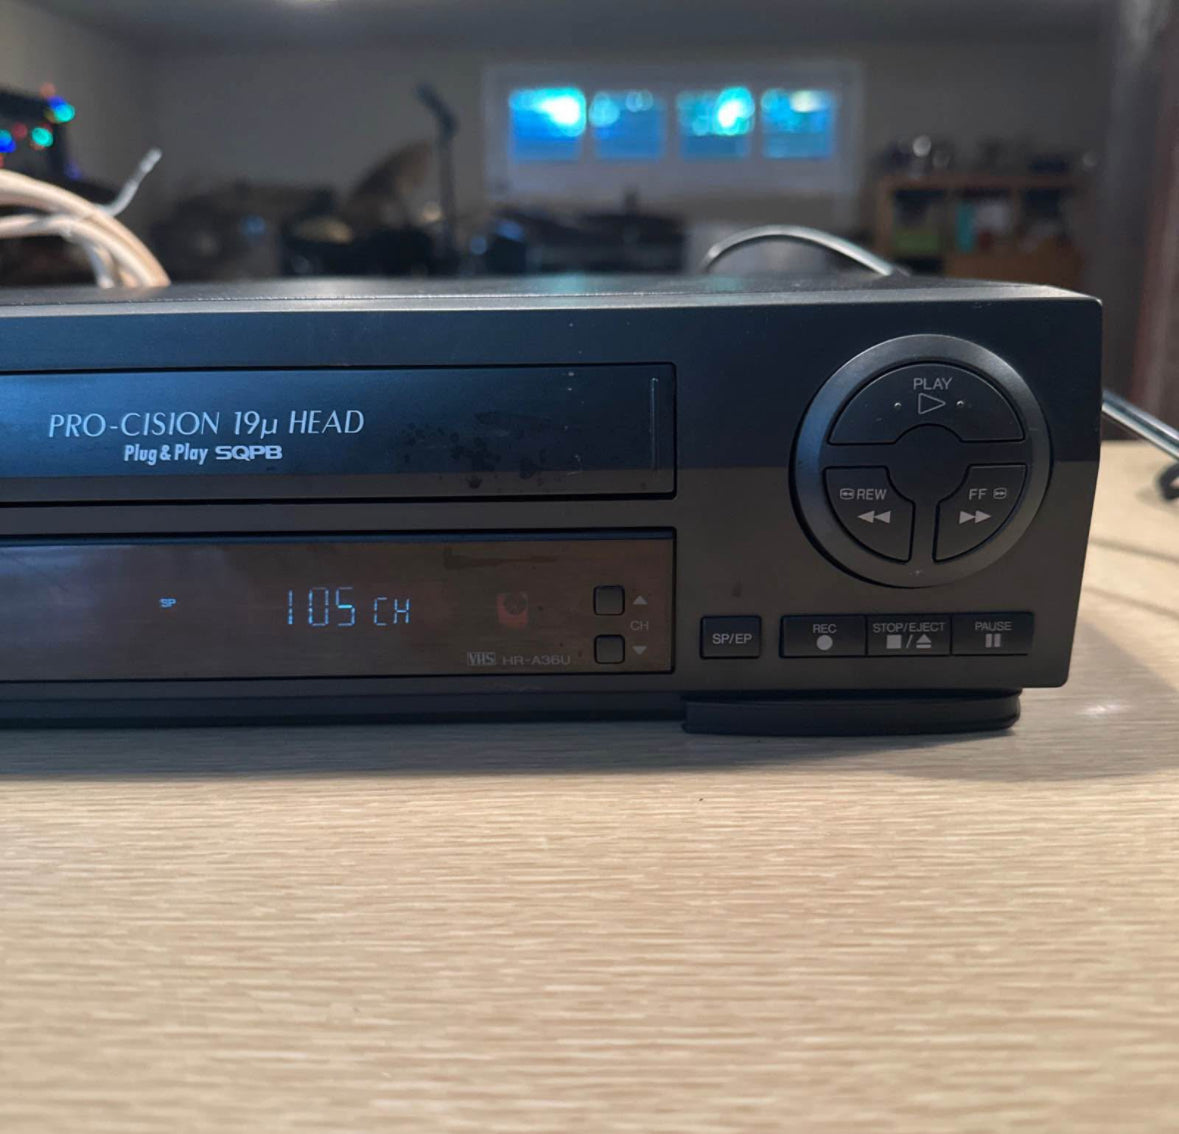 PLAY
PRO-CISION 19µ HEAD
Plug & Play SQPB
REW
FF
SP
105 CH
CH
VHS HR-A36U
SP/EP
REC
STOP/EJECT
PAUSE